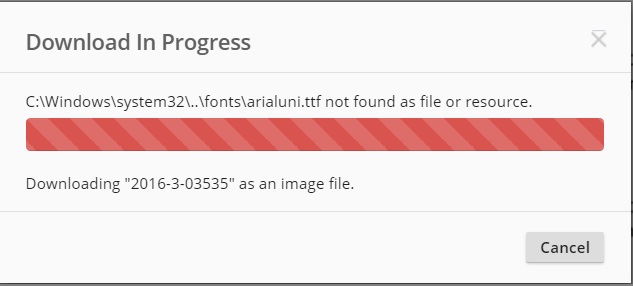 Download In Progress
C:\Windows\system32\..\fonts\arialuni.ttf not found as file or resource.
Downloading "2016-3-03535" as an image file.
Cancel